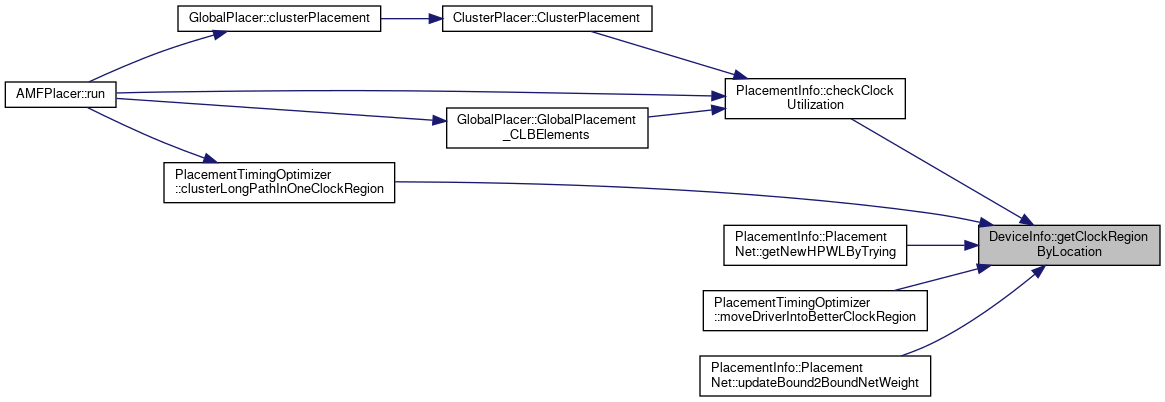 GlobalPlacer::clusterPlacement
ClusterPlacer::ClusterPlacement
AMFPlacer::run
PlacementInfo::checkClock
Utilization
GlobalPlacer::GlobalPlacement
_CLBElements
PlacementTimingOptimizer
::clusterLongPathInOneClockRegion
PlacementInfo::Placement
Net::getNewHPWLByTrying
DeviceInfo::getClockRegion
ByLocation
PlacementTimingOptimizer
::moveDriverIntoBetterClockRegion
PlacementInfo::Placement
Net::updateBound2BoundNetWeight